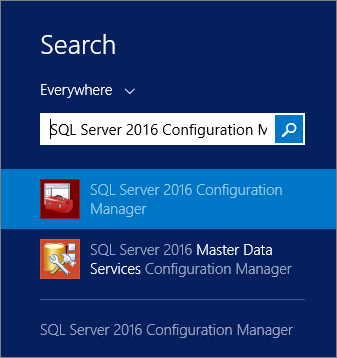 Search
Everywhere
SQL Server 2016 Configuration M
SQL Server 2016 Configuration
Manager
SQL Server 2016 Master Data
Services Configuration Manager
SQL Server 2016 Configuration Manager